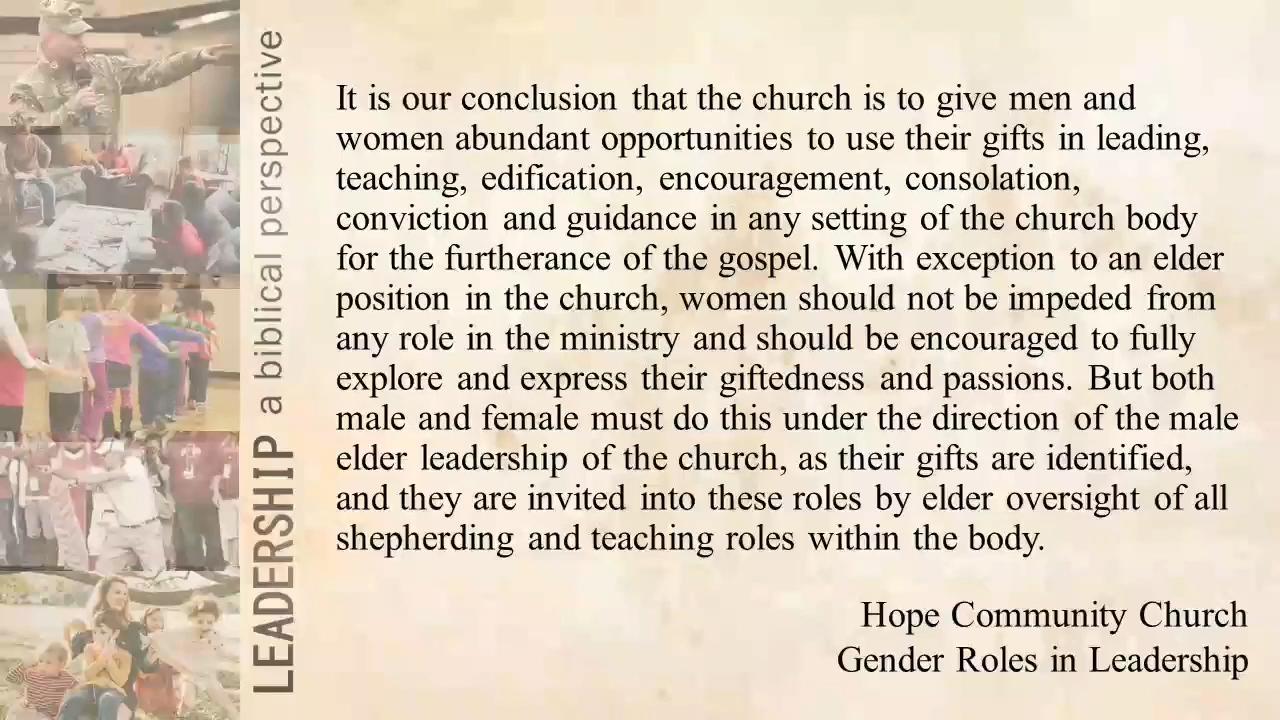 LEADERSHIP a biblical perspective
It is our conclusion that the church is to give men and
women abundant opportunities to use their gifts in leading,
teaching, edification, encouragement, consolation,
conviction and guidance in any setting of the church body
for the furtherance of the gospel. With exception to an elder
position in the church, women should not be impeded from
any role in the ministry and should be encouraged to fully
explore and express their giftedness and passions. But both
male and female must do this under the direction of the male
elder leadership of the church, as their gifts are identified,
and they are invited into these roles by elder oversight of all
shepherding and teaching roles within the body.
Hope Community Church
Gender Roles in Leadership